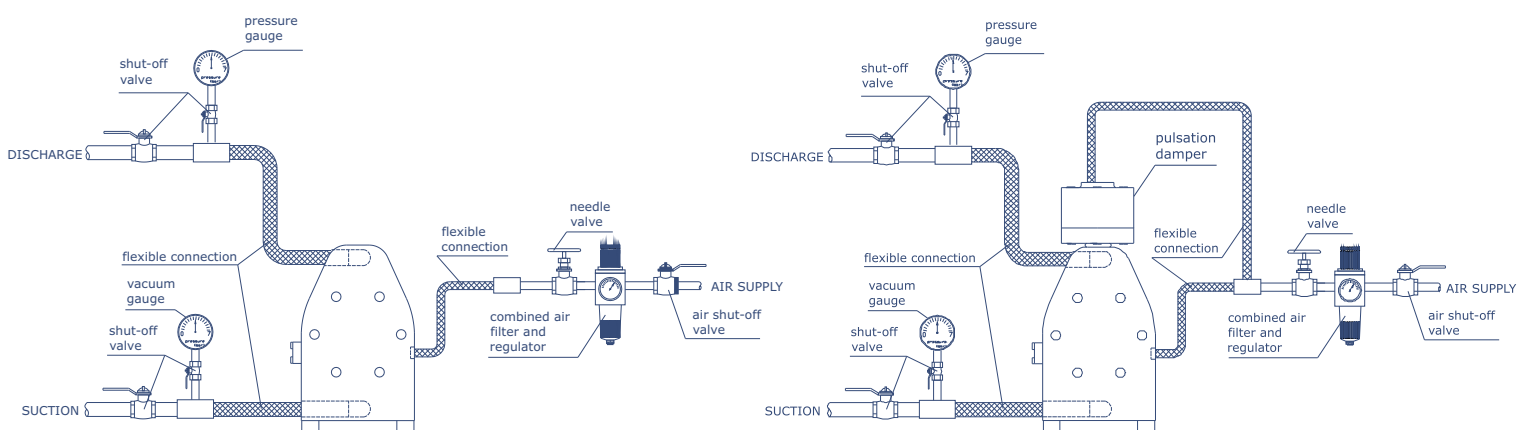 pressure
gauge
shut-off
valve
DISCHARGE
needle
valve
flexible
connection
flexible connection
vacuum
gauge
AIR SUPPLY
combined air
filter and
regulator
air shut-off
valve
shut-off
valve
SUCTION
pressure
gauge
shut-off
valve
pulsation
damper
DISCHARGE
needle
valve
flexible
connection
flexible connection
vacuum
gauge
AIR SUPPLY
combined air
filter and
regulator
air shut-off
valve
shut-off
valve
SUCTION